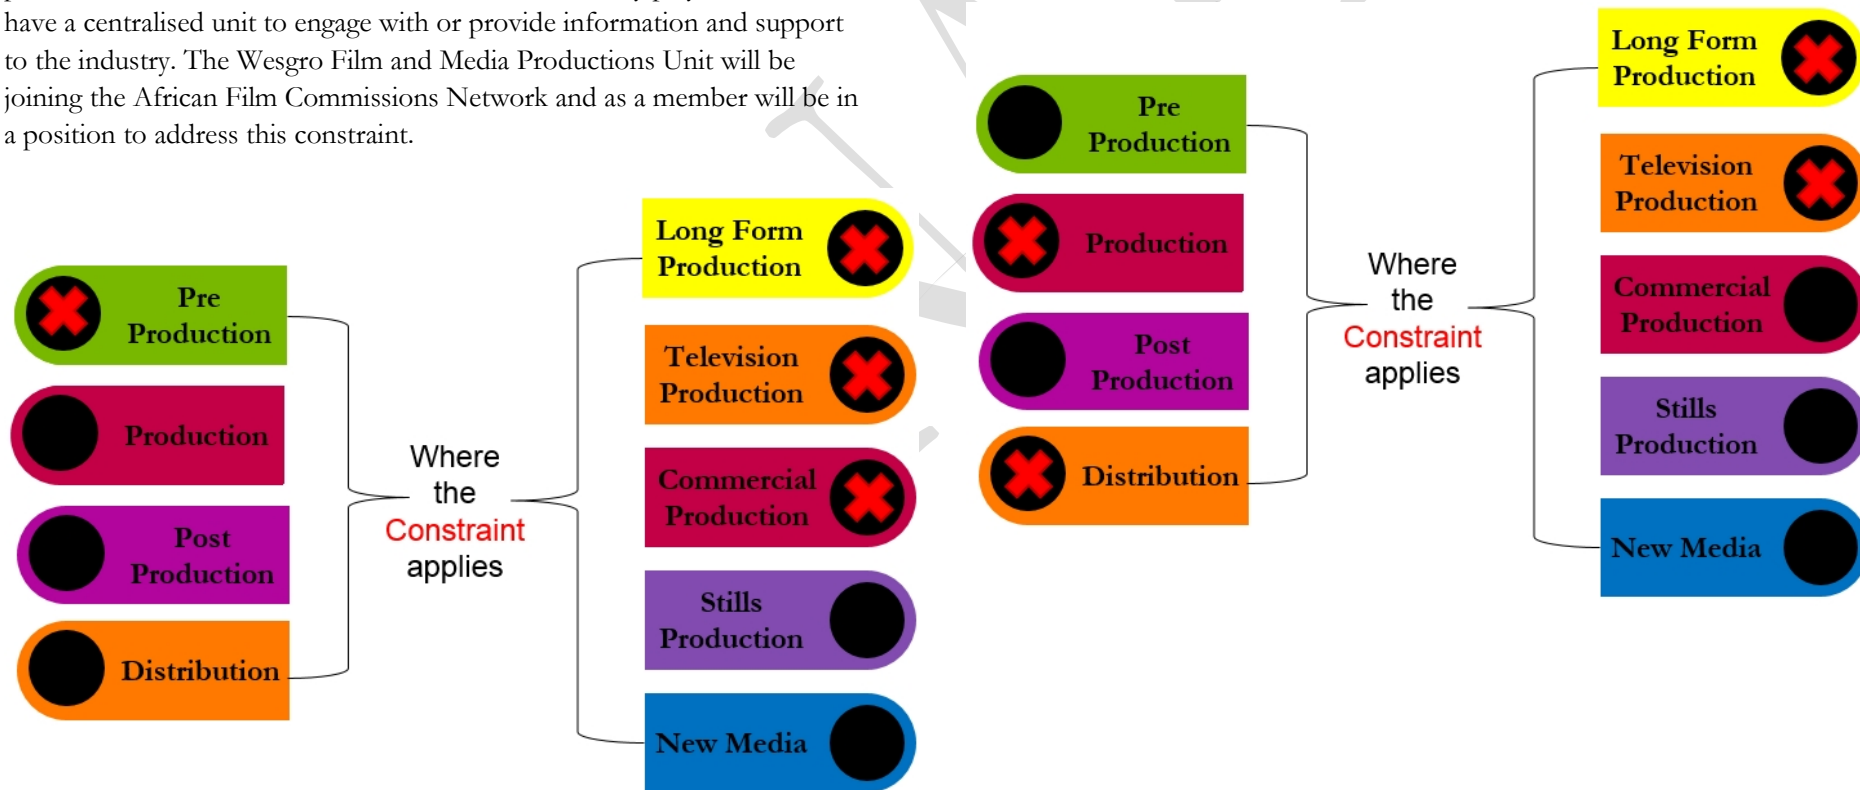 have a centralised unit to engage with or provide information and support
to the industry. The Wesgro Film and Media Productions Unit will be
joining the African Film Commissions Network and as a member will be in
a position to address this constraint.
Pre
Production
Production
Post
Production
Distribution
Where
the
Constraint
applies
Long Form
Production
Television
Production
Commercial
Production
Stills
Production
New Media
Pre
Production
Production
Post
Production
Distribution
Where
the
Constraint
applies
Long Form
Production
Television
Production
Commercial
Production
Stills
Production
New Media